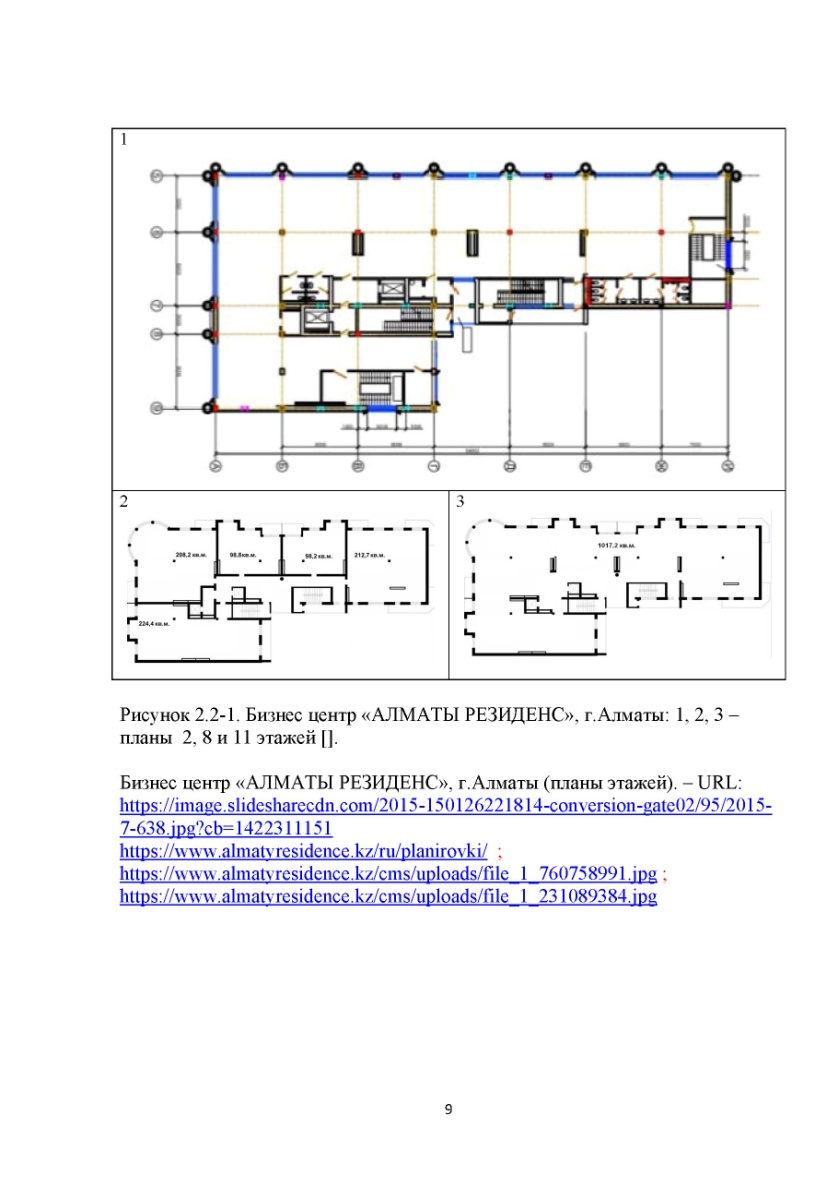 1
2
3
208,2 кв.м.
98,8кв.м.
98,2 кв.м.
212,7 кв.м.
224,4 кв.м.
1017,2 кв.м.
Рисунок 2.2-1. Бизнес центр «АЛМАТЫ РЕЗИДЕНС», г.Алматы: 1, 2, 3 –
планы  2, 8 и 11 этажей [].
Бизнес центр «АЛМАТЫ РЕЗИДЕНС», г.Алматы (планы этажей). – URL:
https://image.slidesharecdn.com/2015-150126221814-conversion-gate02/95/2015-
7-638.jpg?cb=1422311151
https://www.almatyresidence.kz/ru/planirovki/  ;
https://www.almatyresidence.kz/cms/uploads/file_1_760758991.jpg ;
https://www.almatyresidence.kz/cms/uploads/file_1_231089384.jpg
9